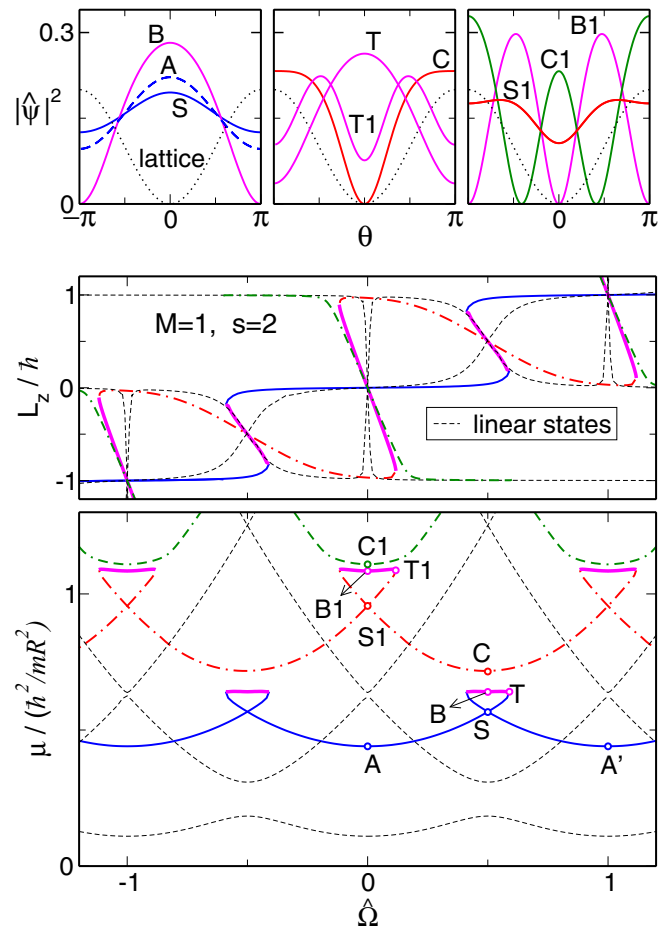 0.3
B
A
S
lattice
|ψ̂|²
0
−π
0
π
T
C
T1
π
θ
B1
C1
S1
0
π
1
M=1, s=2
L_z / ħ
0
linear states
-1
C1
T1
B1
1
S1
C
μ / (ħ²/mR²)
T
B
S
A
A'
0
-1
0
1
Ω̂